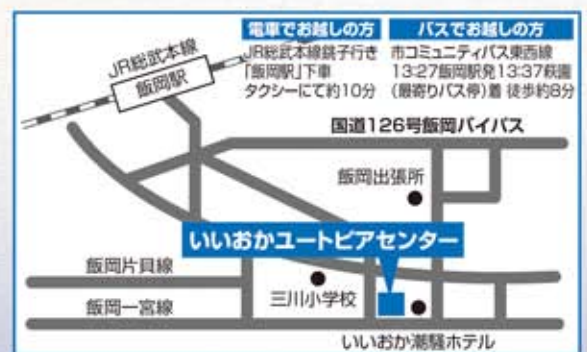 電車でお越しの方
JR総武本線銚子行き
「飯岡駅」下車
タクシーにて約10分
バスでお越しの方
市コミュニティバス東西線
13:27飯岡駅発13:37萩園
(最寄りバス停)着 徒歩約8分
JR総武本線
飯岡駅
国道126号飯岡バイパス
飯岡出張所
いいおかユートピアセンター
飯岡片貝線
三川小学校
飯岡一宮線
いいおか潮騒ホテル